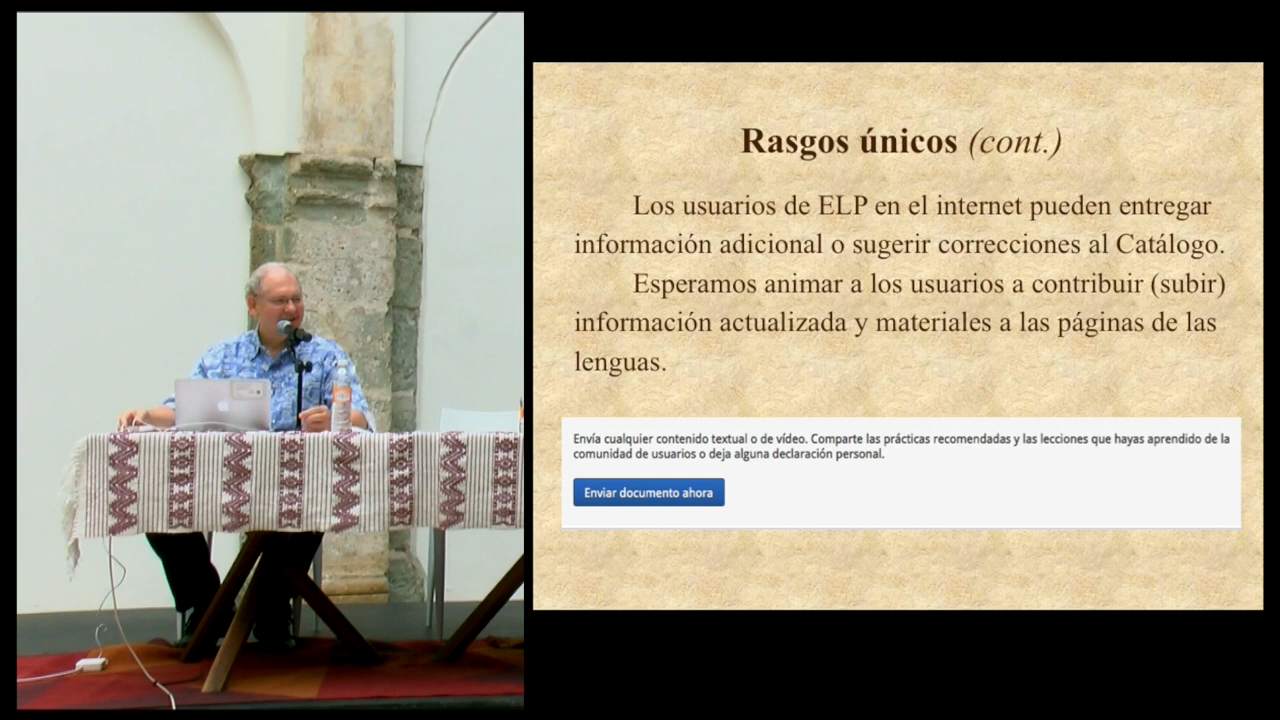 Rasgos únicos (cont.)
Los usuarios de ELP en el internet pueden entregar
información adicional o sugerir correcciones al Catálogo.
Esperamos animar a los usuarios a contribuir (subir)
información actualizada y materiales a las páginas de las
lenguas.
Envía cualquier contenido textual o de vídeo. Comparte las prácticas recomendadas y las lecciones que hayas aprendido de la
comunidad de usuarios o deja alguna declaración personal.
Enviar documento ahora